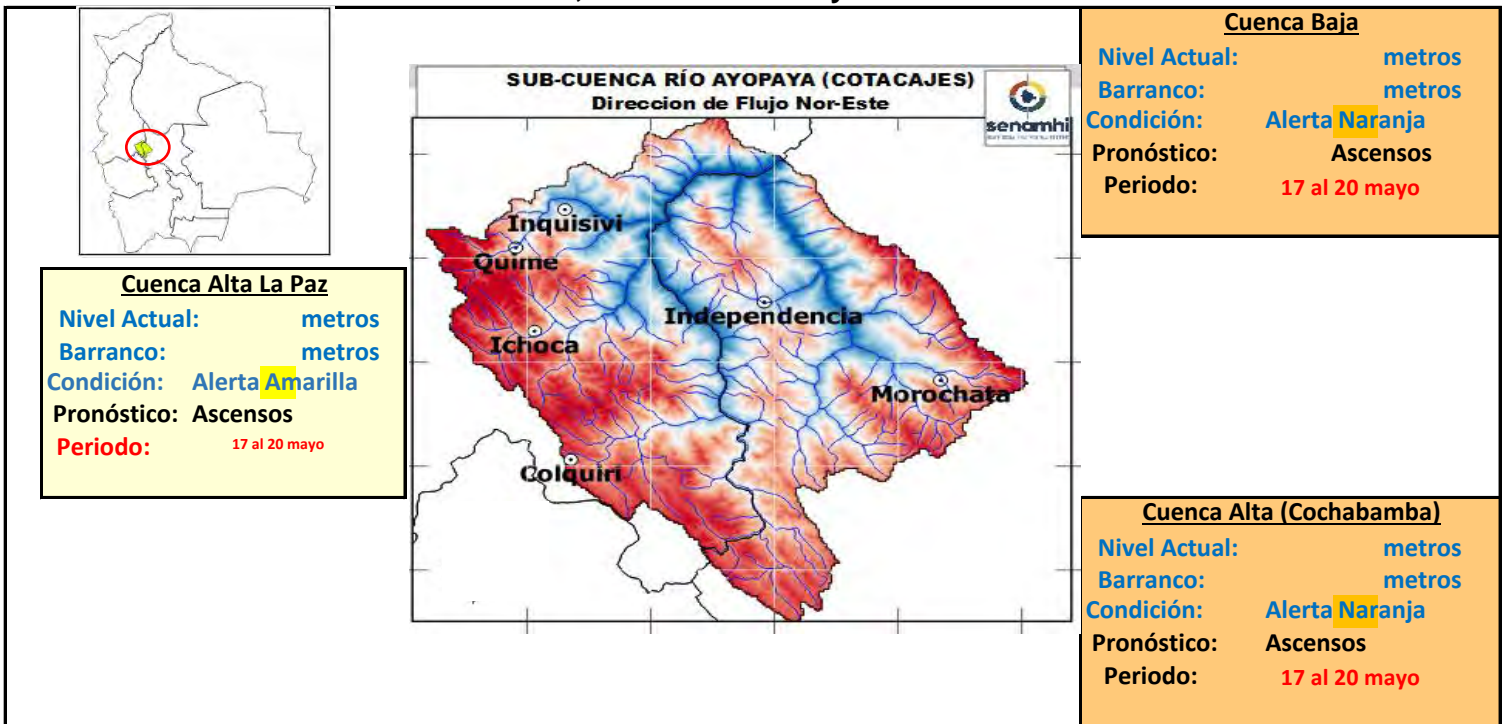 Cuenca Baja
Nivel Actual: metros
Barranco: metros
Condición: Alerta Naranja
Pronóstico: Ascensos
Periodo: 17 al 20 mayo
SUB-CUENCA RÍO AYOPAYA (COTACAJES)
Direccion de Flujo Nor-Este
senamhi
Inquisivi
Quime
Independencia
Ichoca
Morochata
Colquiri
Cuenca Alta La Paz
Nivel Actual: metros
Barranco: metros
Condición: Alerta Amarilla
Pronóstico: Ascensos
Periodo: 17 al 20 mayo
Cuenca Alta (Cochabamba)
Nivel Actual: metros
Barranco: metros
Condición: Alerta Naranja
Pronóstico: Ascensos
Periodo: 17 al 20 mayo